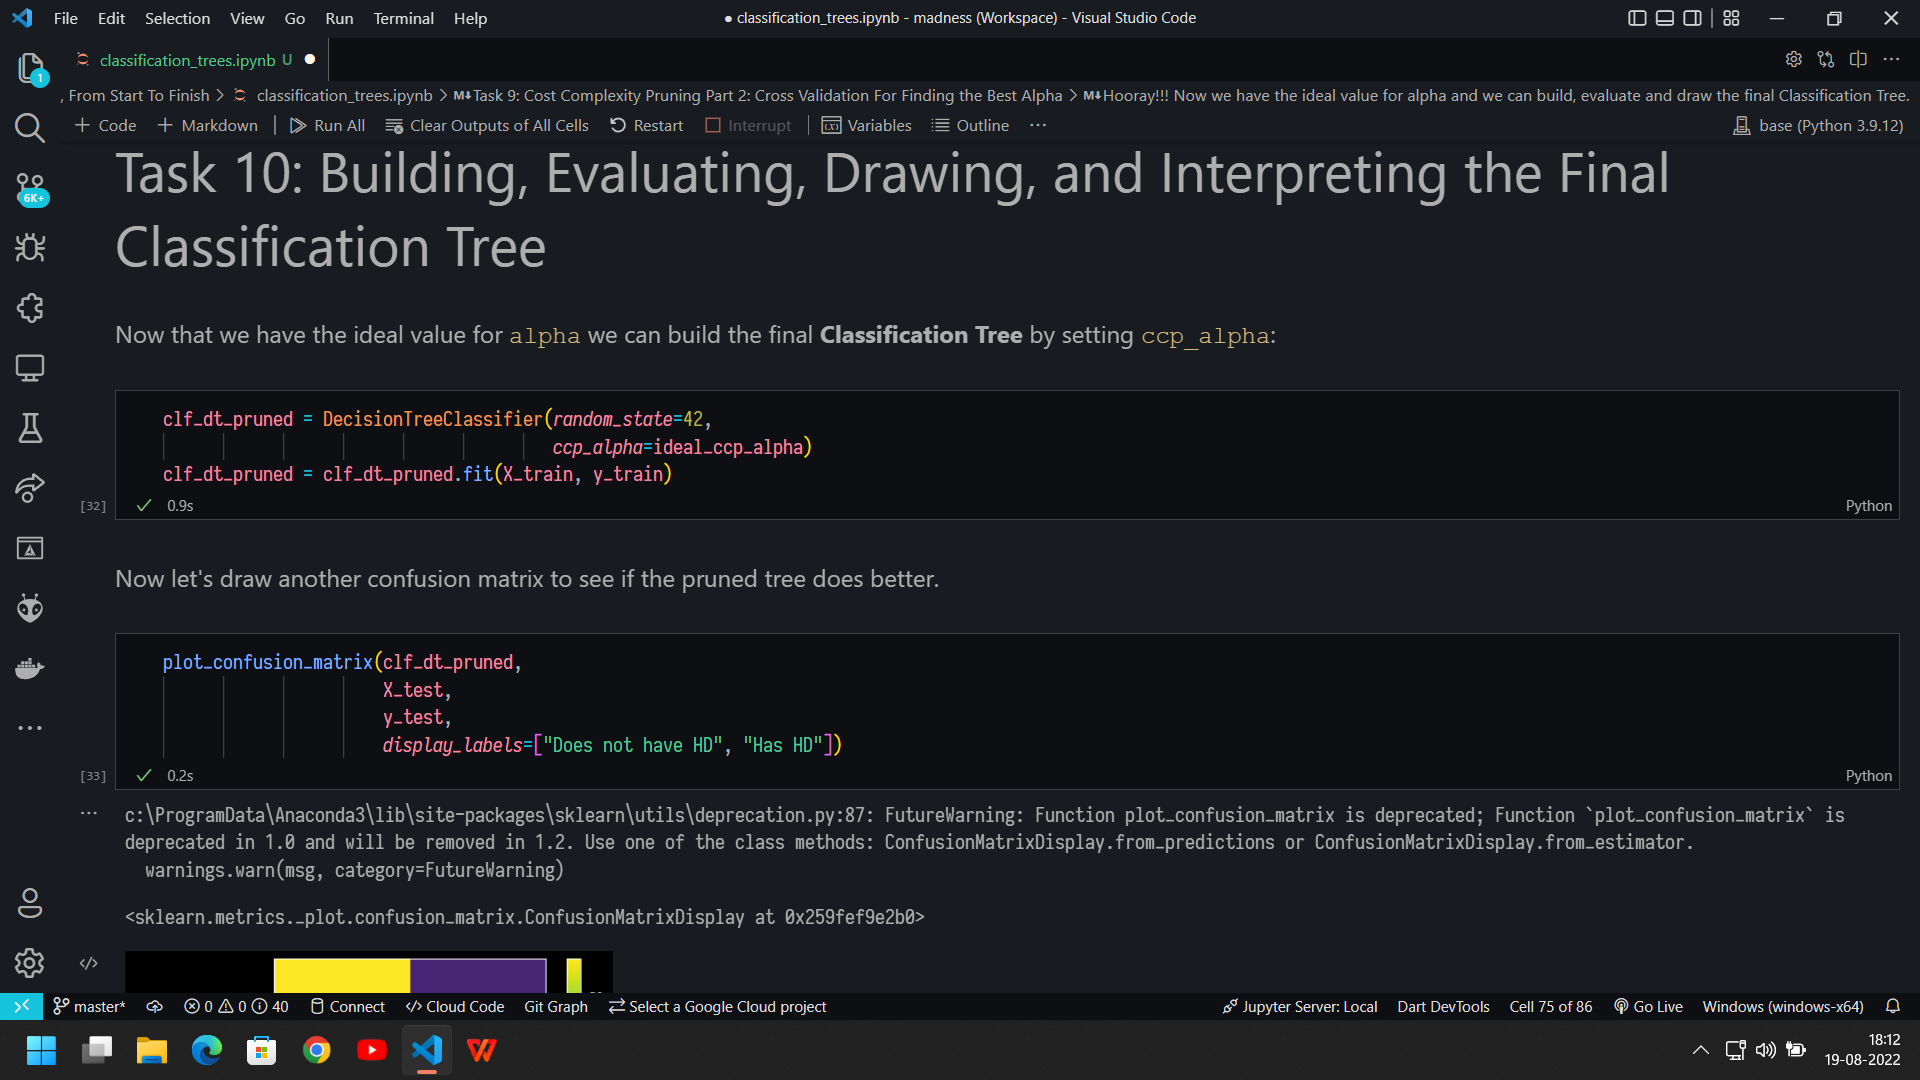 File Edit Selection View Go Run Terminal Help
● classification_trees.ipynb - madness (Workspace) - Visual Studio Code
classification_trees.ipynb U ●
, From Start To Finish > classification_trees.ipynb > M↓Task 9: Cost Complexity Pruning Part 2: Cross Validation For Finding the Best Alpha > M↓Hooray!!! Now we have the ideal value for alpha and we can build, evaluate and draw the final Classification Tree.
+ Code + Markdown | Run All Clear Outputs of All Cells Restart Interrupt | Variables Outline ···
base (Python 3.9.12)
Task 10: Building, Evaluating, Drawing, and Interpreting the Final
Classification Tree
Now that we have the ideal value for alpha we can build the final Classification Tree by setting ccp_alpha:
clf_dt_pruned = DecisionTreeClassifier(random_state=42,
ccp_alpha=ideal_ccp_alpha)
clf_dt_pruned = clf_dt_pruned.fit(X_train, y_train)
[32] ✓ 0.9s Python
Now let's draw another confusion matrix to see if the pruned tree does better.
plot_confusion_matrix(clf_dt_pruned,
X_test,
y_test,
display_labels=["Does not have HD", "Has HD"])
[33] ✓ 0.2s Python
c:\ProgramData\Anaconda3\lib\site-packages\sklearn\utils\deprecation.py:87: FutureWarning: Function plot_confusion_matrix is deprecated; Function `plot_confusion_matrix` is
deprecated in 1.0 and will be removed in 1.2. Use one of the class methods: ConfusionMatrixDisplay.from_predictions or ConfusionMatrixDisplay.from_estimator.
warnings.warn(msg, category=FutureWarning)
<sklearn.metrics._plot.confusion_matrix.ConfusionMatrixDisplay at 0x259fef9e2b0>
1
6K+
master* 0 0 40 Connect Cloud Code Git Graph Select a Google Cloud project
Jupyter Server: Local Dart DevTools Cell 75 of 86 Go Live Windows (windows-x64)
18:12
19-08-2022